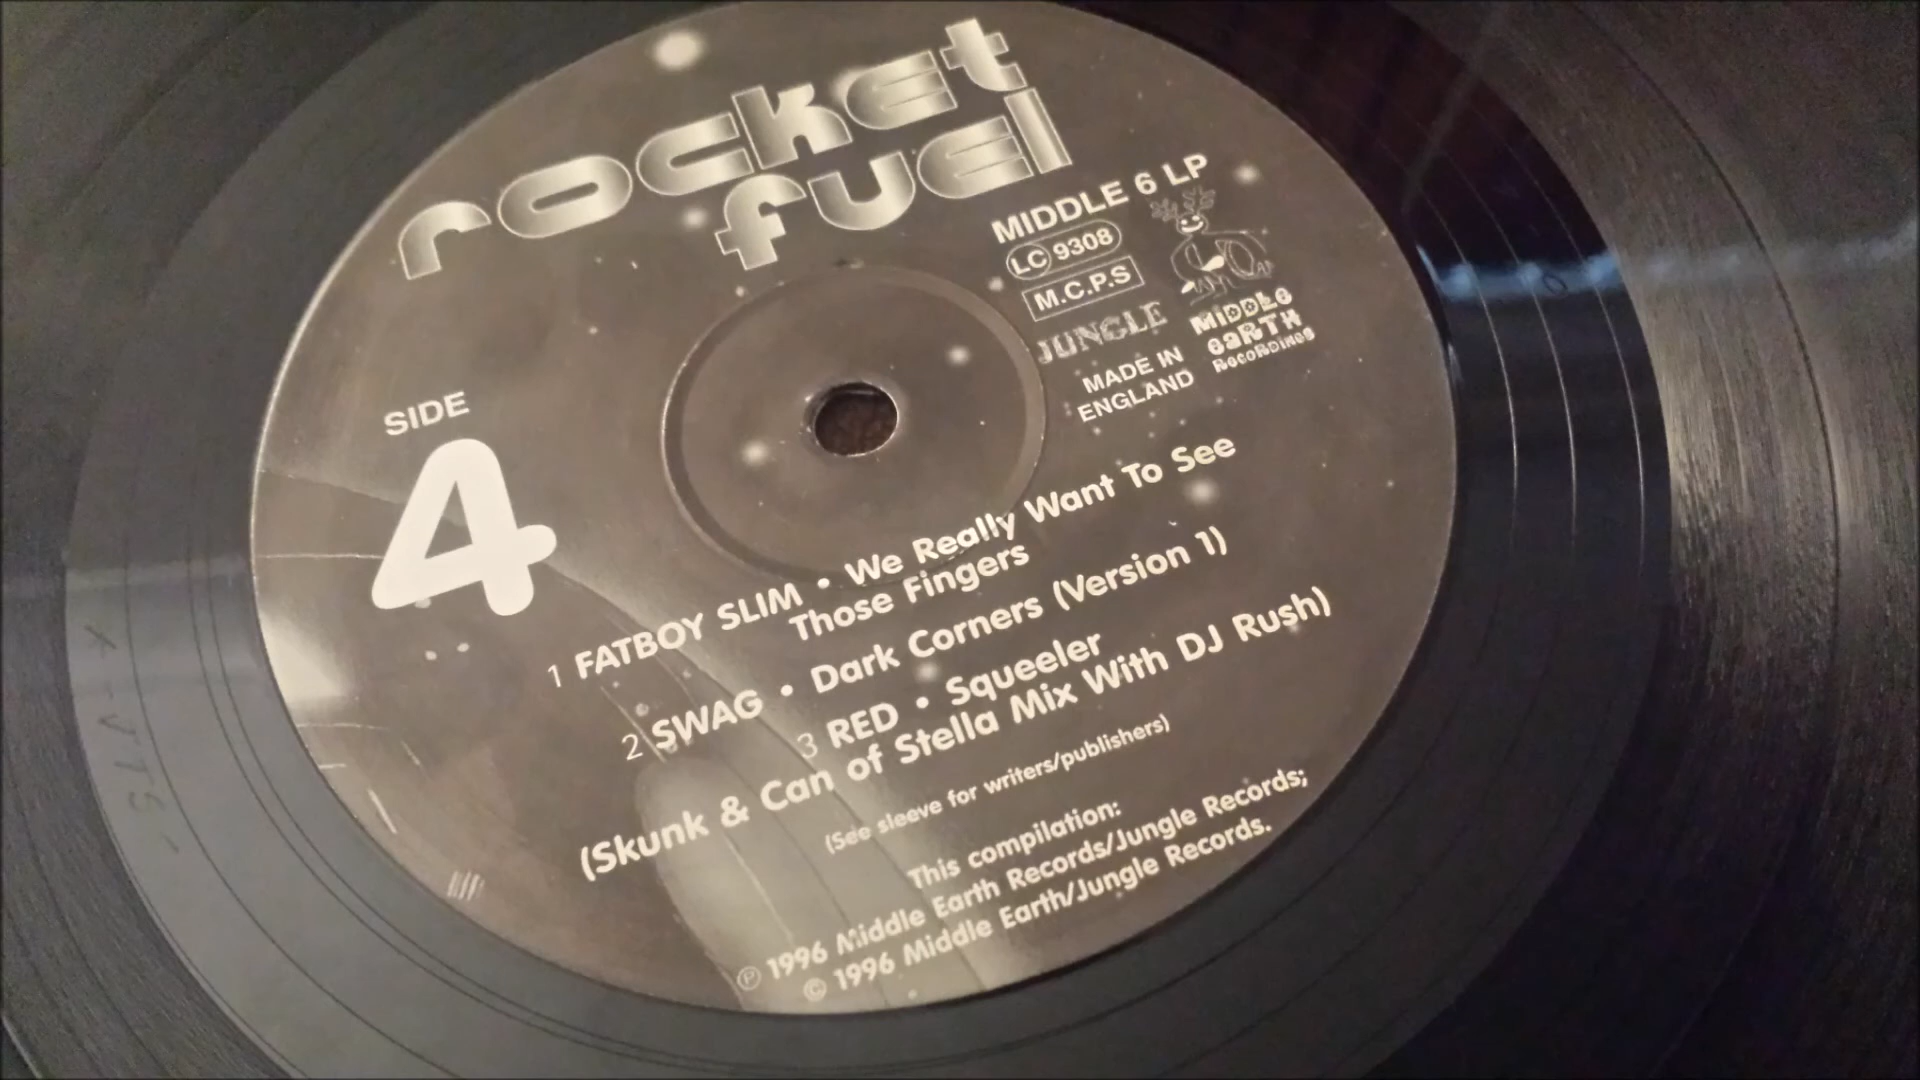 rocket
fuel
MIDDLE 6 LP
LC 9308
M.C.P.S
JUNGLE
MIDDLE
EARTH
RECORDINGS
MADE IN
ENGLAND
SIDE
4
1 FATBOY SLIM • We Really Want To See
Those Fingers
2 SWAG • Dark Corners (Version 1)
3 RED • Squeeler
(Skunk & Can of Stella Mix With DJ Rush)
(See sleeve for writers/publishers)
This compilation:
℗ 1996 Middle Earth Records/Jungle Records;
© 1996 Middle Earth/Jungle Records.